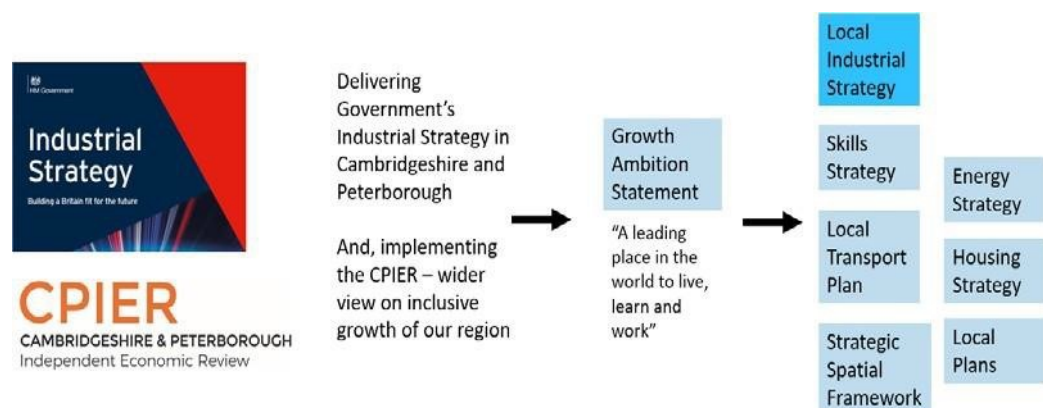 HM Government
Industrial
Strategy
Building a Britain fit for the future
CPIER
CAMBRIDGESHIRE & PETERBOROUGH
Independent Economic Review
Delivering
Government’s
Industrial Strategy in
Cambridgeshire and
Peterborough
And, implementing
the CPIER – wider
view on inclusive
growth of our region
Growth
Ambition
Statement
“A leading
place in the
world to live,
learn and
work”
Local
Industrial
Strategy
Skills
Strategy
Local
Transport
Plan
Strategic
Spatial
Framework
Energy
Strategy
Housing
Strategy
Local
Plans